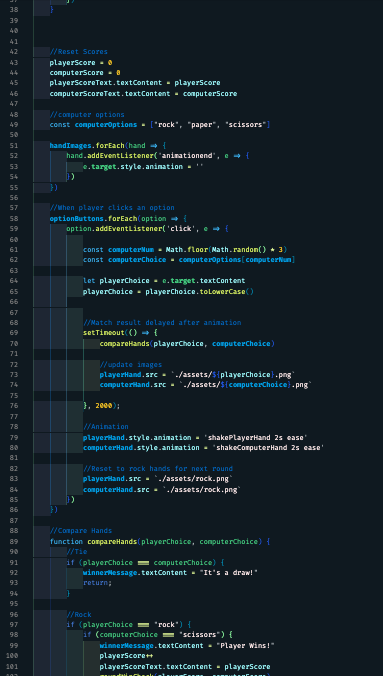 38 }
39
40
41
42 //Reset Scores
43 playerScore = 0
44 computerScore = 0
45 playerScoreText.textContent = playerScore
46 computerScoreText.textContent = computerScore
47
48 //computer options
49 const computerOptions = ["rock", "paper", "scissors"]
50
51 handImages.forEach(hand => {
52 hand.addEventListener('animationend', e => {
53 e.target.style.animation = ''
54 })
55 })
56
57 //When player clicks an option
58 optionButtons.forEach(option => {
59 option.addEventListener('click', e => {
60
61 const computerNum = Math.floor(Math.random() * 3)
62 const computerChoice = computerOptions[computerNum]
63
64 let playerChoice = e.target.textContent
65 playerChoice = playerChoice.toLowerCase()
66
67
68 //Match result delayed after animation
69 setTimeout(() => {
70 compareHands(playerChoice, computerChoice)
71
72 //update images
73 playerHand.src = `./assets/${playerChoice}.png`
74 computerHand.src = `./assets/${computerChoice}.png`
75
76 }, 2000);
77
78 //Animation
79 playerHand.style.animation = 'shakePlayerHand 2s ease'
80 computerHand.style.animation = 'shakeComputerHand 2s ease'
81
82 //Reset to rock hands for next round
83 playerHand.src = `./assets/rock.png`
84 computerHand.src = `./assets/rock.png`
85 })
86 })
87
88 //Compare Hands
89 function compareHands(playerChoice, computerChoice) {
90 //Tie
91 if (playerChoice === computerChoice) {
92 winnerMessage.textContent = "It's a draw!"
93 return;
94 }
95
96 //Rock
97 if (playerChoice === "rock") {
98 if (computerChoice === "scissors") {
99 winnerMessage.textContent = "Player Wins!"
100 playerScore++
101 playerScoreText.textContent = playerScore